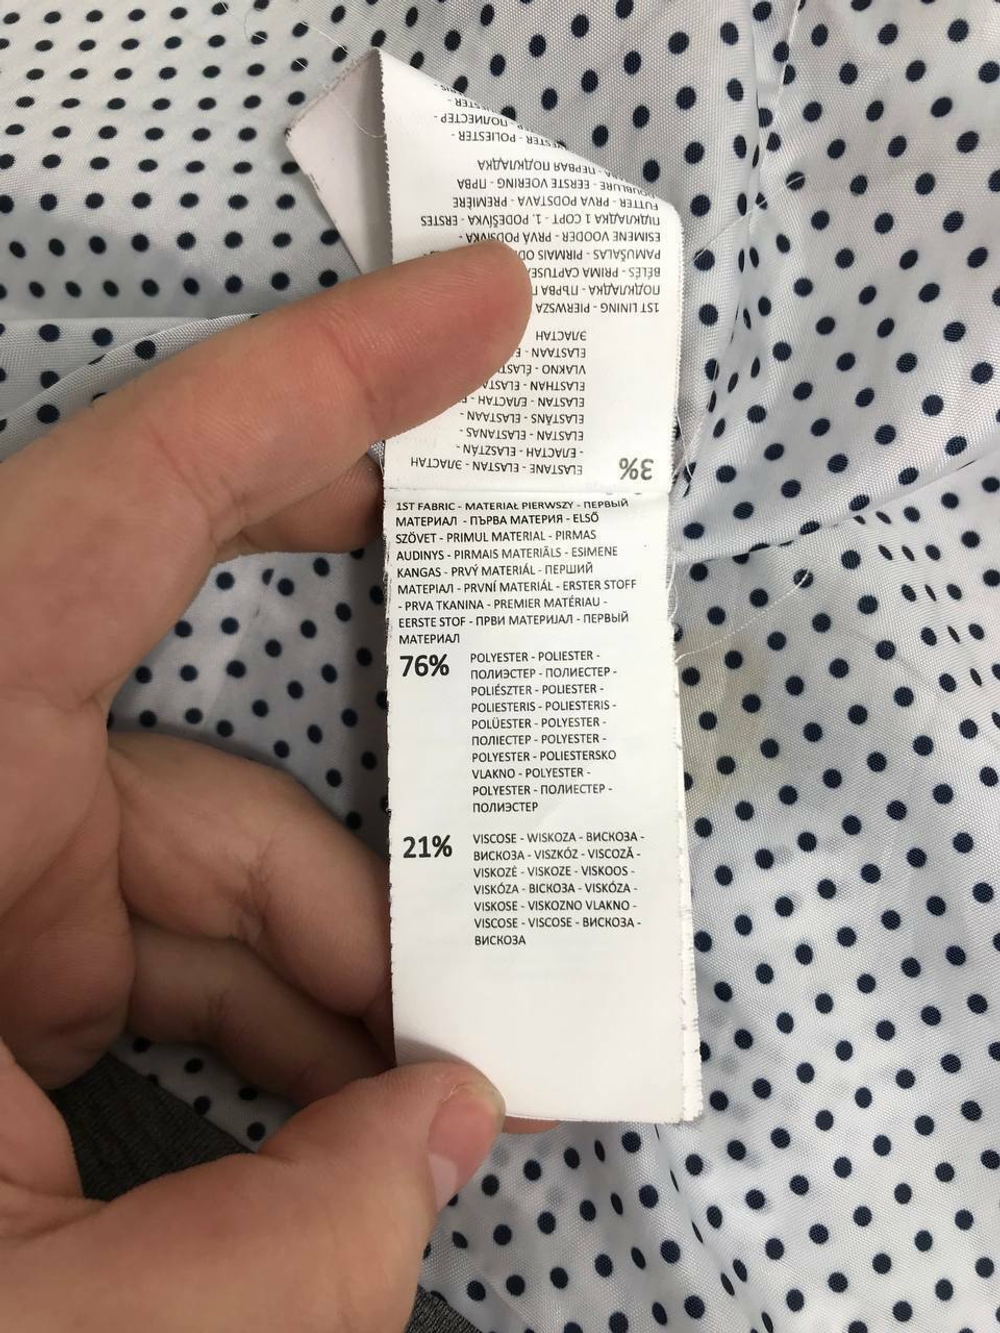 1ST FABRIC - MATERIAŁ PIERWSZY - ПЕРВЫЙ
МАТЕРИАЛ - ПЪРВА МАТЕРИЯ - ELSŐ
SZÖVET - PRIMUL MATERIAL - PIRMAS
AUDINYS - PIRMAIS MATERIĀLS - ESIMENE
KANGAS - PRVÝ MATERIÁL - ПЕРШИЙ
МАТЕРІАЛ - PRVNÍ MATERIÁL - ERSTER STOFF
- PRVA TKANINA - PREMIER MATÉRIAU -
EERSTE STOF - ПРВИ МАТЕРИЈАЛ - ПЕРВЫЙ
МАТЕРИАЛ
76% POLYESTER - POLIESTER -
ПОЛИЭСТЕР - ПОЛИЕСТЕР -
POLIÉSZTER - POLIESTER -
POLIESTERIS - POLIESTERIS -
POLÜESTER - POLYESTER -
ПОЛІЕСТЕР - POLYESTER -
POLYESTER - POLIESTERSKO
VLAKNO - POLYESTER -
POLYESTER - ПОЛИЕСТЕР -
ПОЛИЭСТЕР
21% VISCOSE - WISKOZA - ВИСКОЗА -
ВИСКОЗА - VISZKÓZ - VISCOZĂ -
VISKOZĖ - VISKOZE - VISKOOS -
VISKÓZA - ВІСКОЗА - VISKÓZA -
VISKOSE - VISKOZNO VLAKNO -
VISCOSE - VISCOSE - ВИСКОЗА -
ВИСКОЗА
3% ELASTANE - ELASTAN - ЭЛАСТАН
- ЕЛАСТАН - ELASZTÁN -
ELASTAN - ELASTANAS -
ELASTĀNS - ELASTAAN -
ELASTAN - ЕЛАСТАН -
ELASTHAN -
VLAKNO -
ELASTAAN -
ЭЛАСТАН
1ST LINING - PIERWSZA
ПОДКЛАДКА - ПЪРВА
BÉLÉS - PRIMA
PAMUŠALAS - PIRMAIS
ESIMENE VOODER - PRVÁ PODŠÍVKA -
ПІДКЛАДКА 1 СОРТ - 1. PODEŠÍVKA - ERSTES
FUTTER - PRVA PODSTAVA - PREMIÈRE
DOUBLURE - EERSTE VOERING - ПРВА
- ПЕРВАЯ ПОДКЛАДКА
- POLIESTER -
- ПОЛИЕСТЕР -